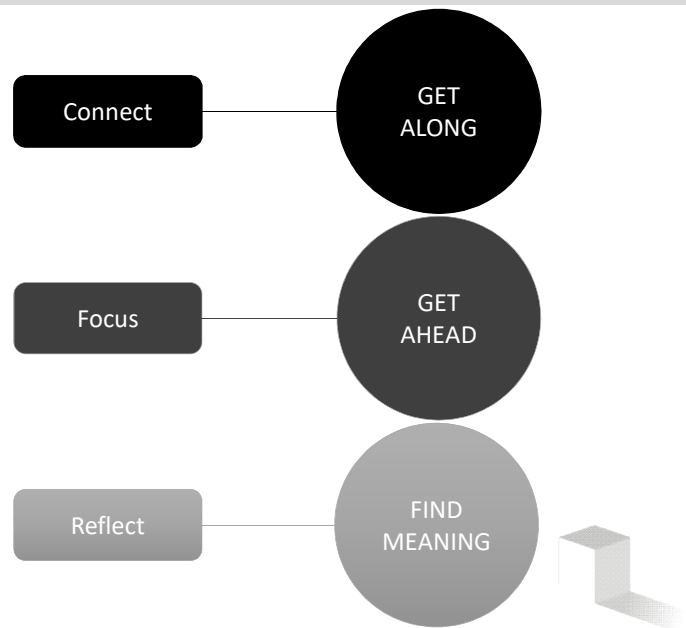 Connect
GET
ALONG
Focus
GET
AHEAD
Reflect
FIND
MEANING